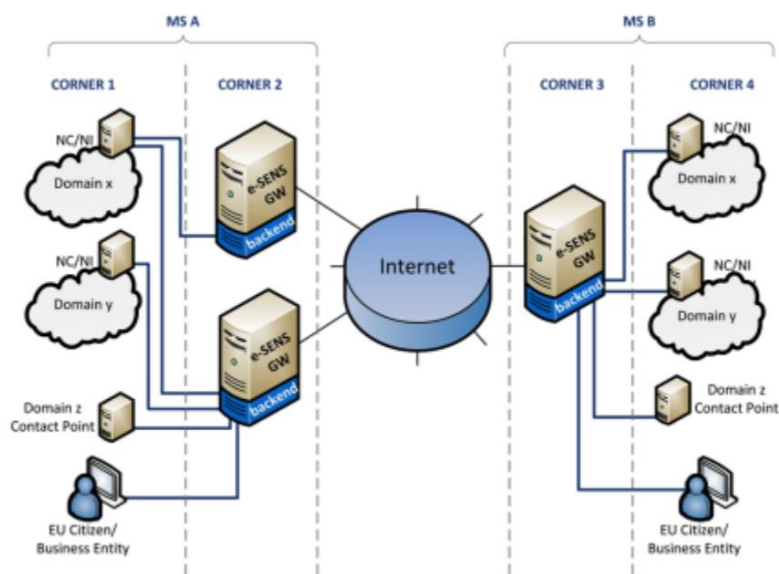 MS A
MS B
CORNER 1
CORNER 2
CORNER 3
CORNER 4
NC/NI
Domain x
NC/NI
Domain y
Domain z
Contact Point
EU Citizen/
Business Entity
e-SENS
GW
backend
e-SENS
GW
backend
Internet
e-SENS
GW
backend
NC/NI
Domain x
NC/NI
Domain y
Domain z
Contact Point
EU Citizen/
Business Entity